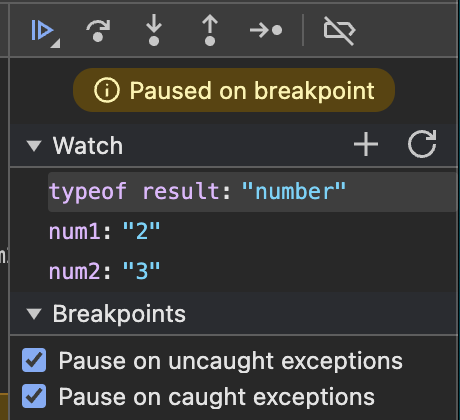 Paused on breakpoint
Watch
typeof result: "number"
num1: "2"
num2: "3"
Breakpoints
Pause on uncaught exceptions
Pause on caught exceptions